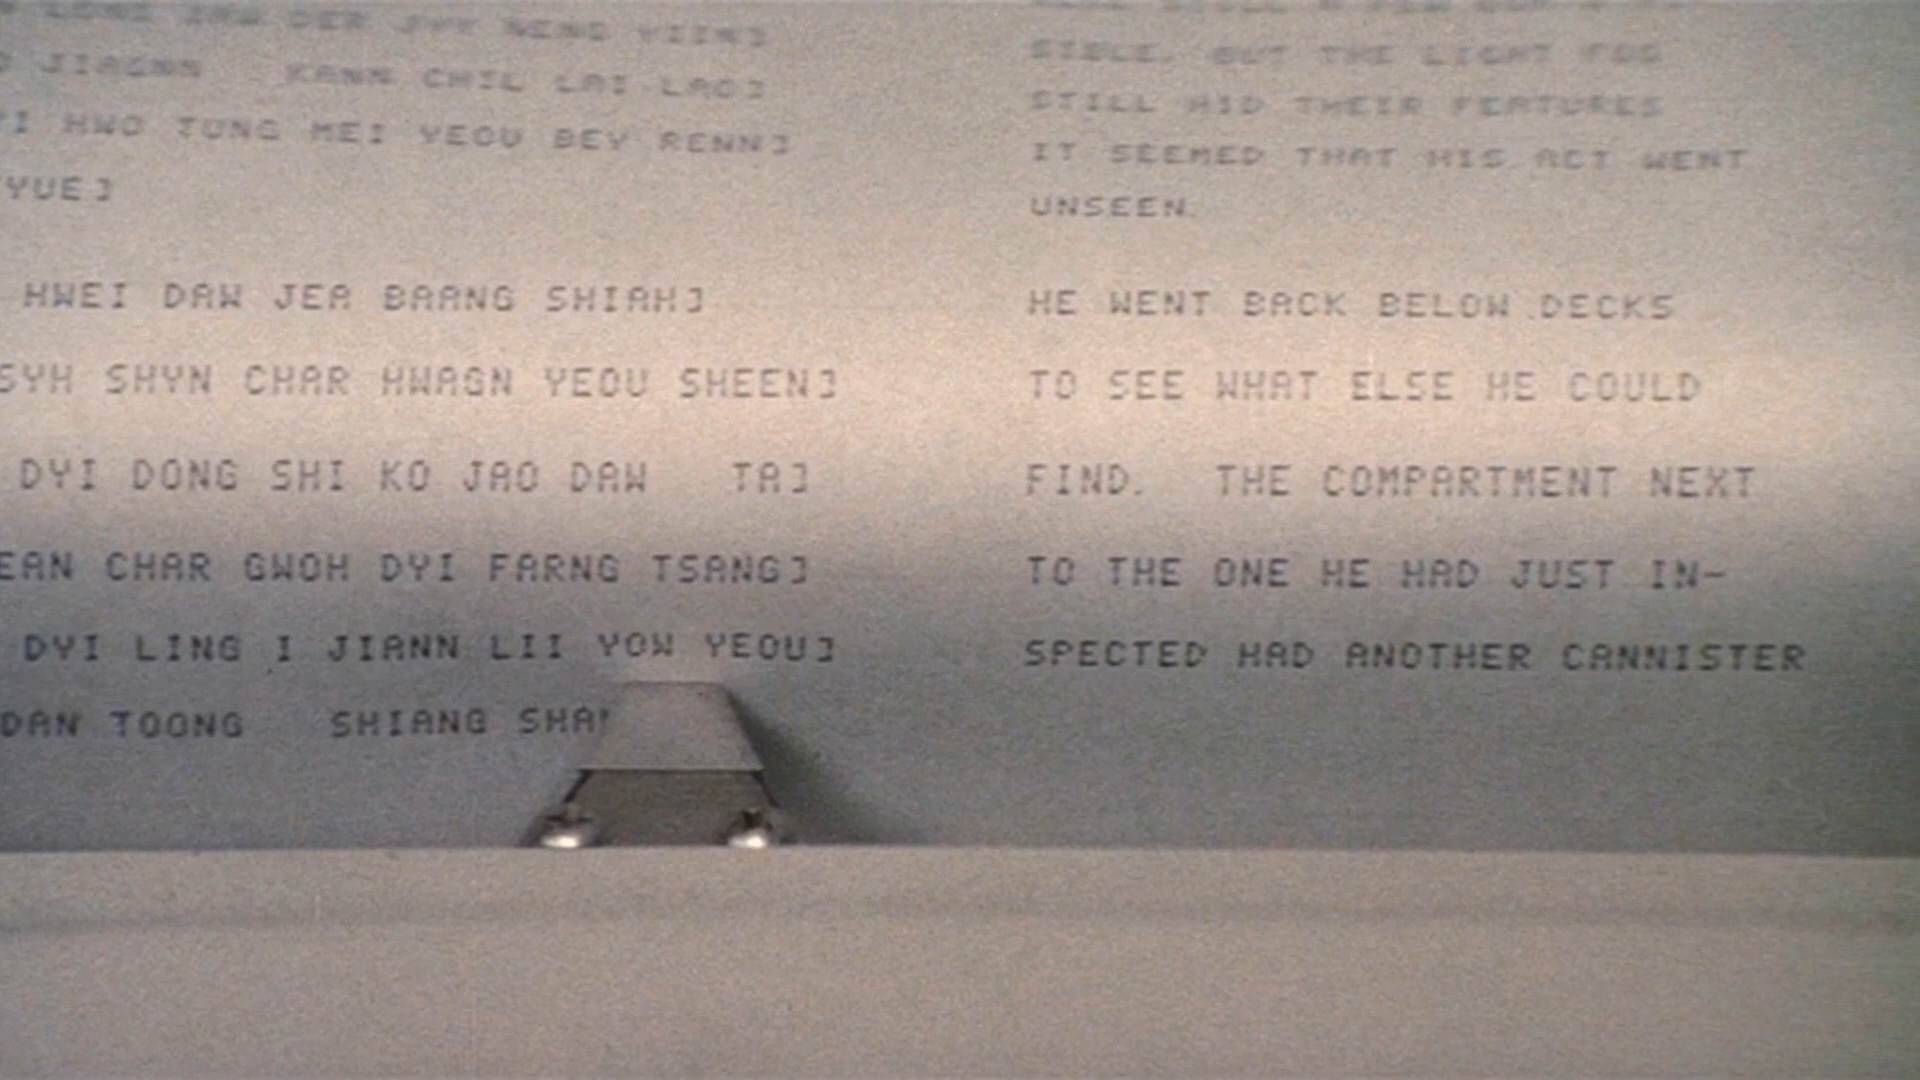 JIAGNN KANN CHIL LAI LAO]
HWO TUNG MEI YEOU BEY RENN]
YUE]
HWEI DAW JEA BAANG SHIAH]
SYH SHYN CHAR HWAGN YEOU SHEEN]
DYI DONG SHI KO JAO DAW TA]
EAN CHAR GWOH DYI FARNG TSANG]
DYI LING I JIANN LII YOW YEOU]
DAN TOONG SHIANG
SIBLE. BUT THE LIGHT FOG
STILL HID THEIR FEATURES
IT SEEMED THAT HIS ACT WENT
UNSEEN.
HE WENT BACK BELOW DECKS
TO SEE WHAT ELSE HE COULD
FIND. THE COMPARTMENT NEXT
TO THE ONE HE HAD JUST IN-
SPECTED HAD ANOTHER CANNISTER